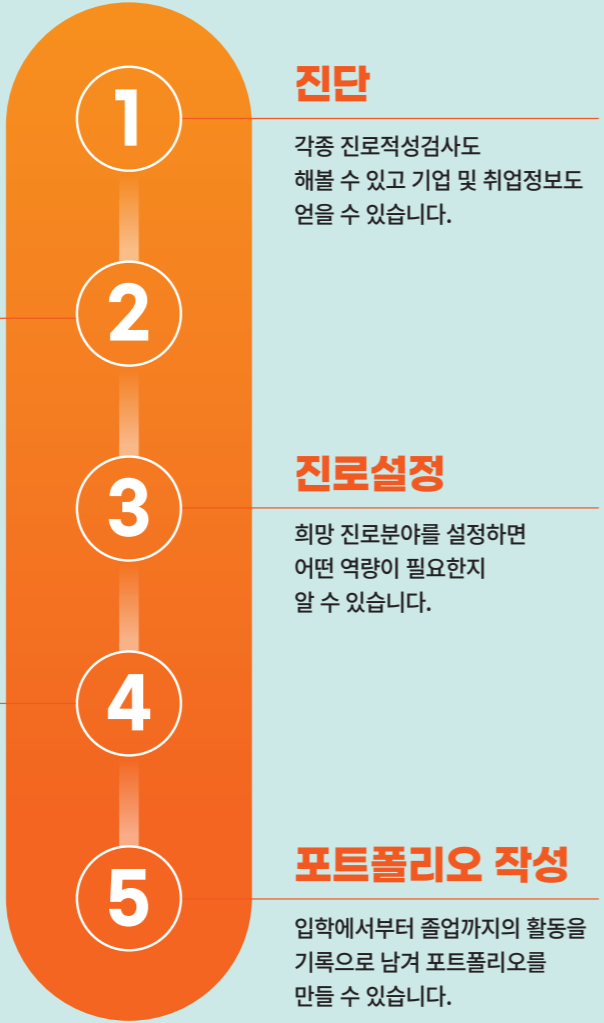 1
진단
각종 진로적성검사도
해볼 수 있고 기업 및 취업정보도
얻을 수 있습니다.
2
3
진로설정
희망 진로분야를 설정하면
어떤 역량이 필요한지
알 수 있습니다.
4
5
포트폴리오 작성
입학에서부터 졸업까지의 활동을
기록으로 남겨 포트폴리오를
만들 수 있습니다.